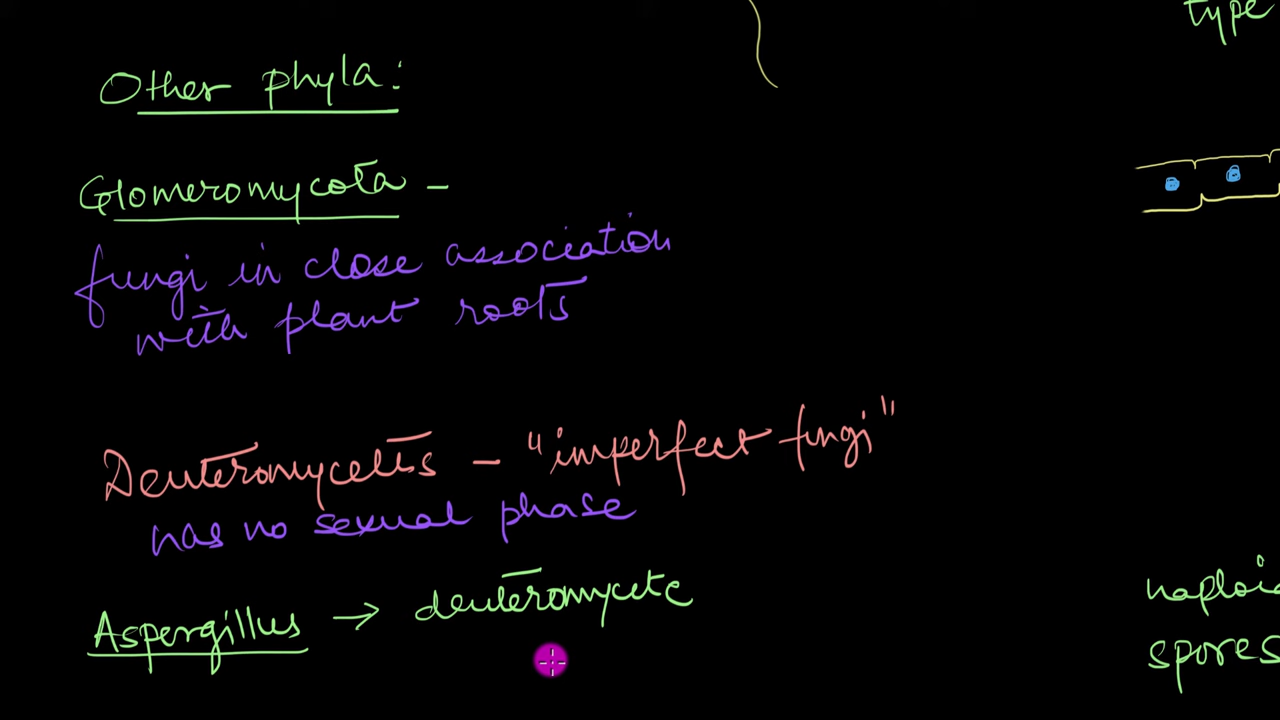 type
Other phyla:
Glomeromycota -
fungi in close association
with plant roots
Deuteromycetes - "imperfect fungi"
has no sexual phase
Aspergillus → deuteromycete
haploid
spores